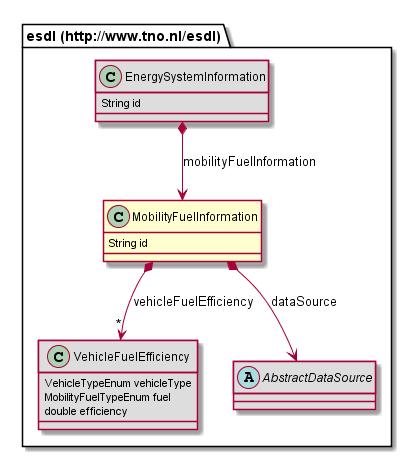 esdl (http://www.tno.nl/esdl)
C EnergySystemInformation
String id
mobilityFuelInformation
C MobilityFuelInformation
String id
vehicleFuelEfficiency
dataSource
*
C VehicleFuelEfficiency
VehicleTypeEnum vehicleType
MobilityFuelTypeEnum fuel
double efficiency
A AbstractDataSource